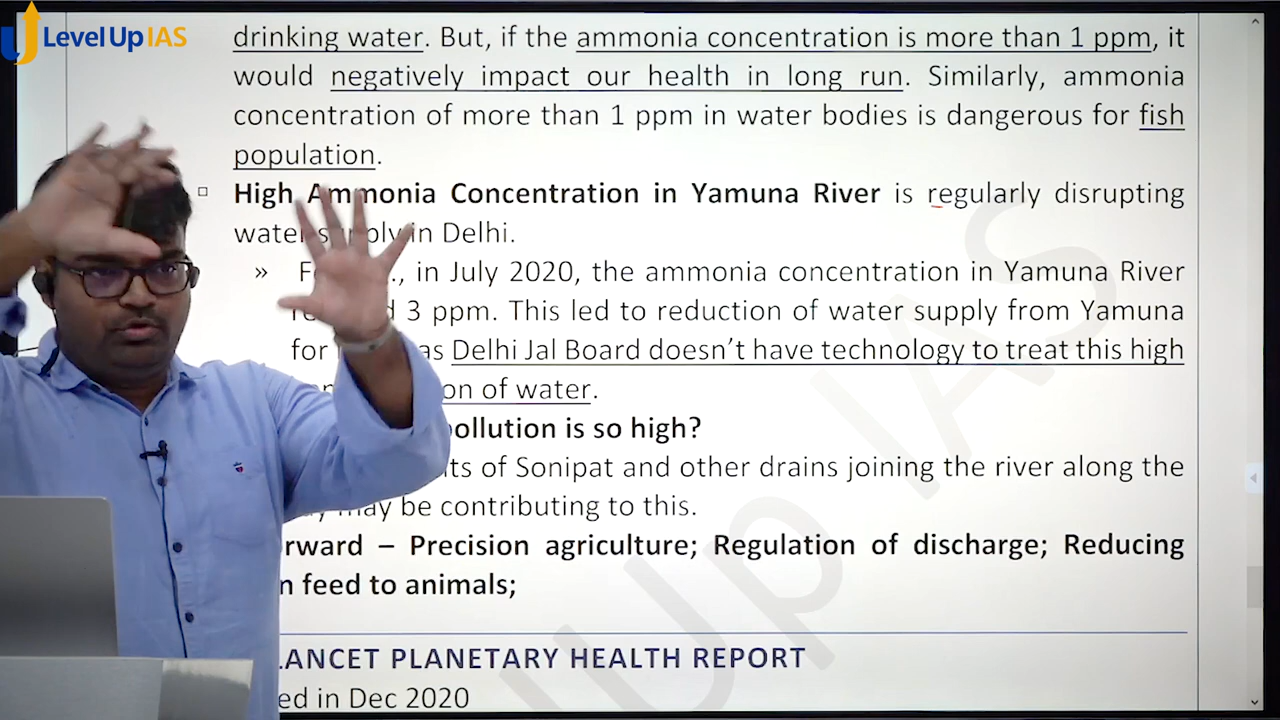 Level Up IAS
drinking water. But, if the ammonia concentration is more than 1 ppm, it
would negatively impact our health in long run. Similarly, ammonia
concentration of more than 1 ppm in water bodies is dangerous for fish
population.
□ High Ammonia Concentration in Yamuna River is regularly disrupting
water supply in Delhi.
» in July 2020, the ammonia concentration in Yamuna River
3 ppm. This led to reduction of water supply from Yamuna
for as Delhi Jal Board doesn't have technology to treat this high
of water.
pollution is so high?
of Sonipat and other drains joining the river along the
may be contributing to this.
– Precision agriculture; Regulation of discharge; Reducing
feed to animals;
LANCET PLANETARY HEALTH REPORT
in Dec 2020
Up IAS